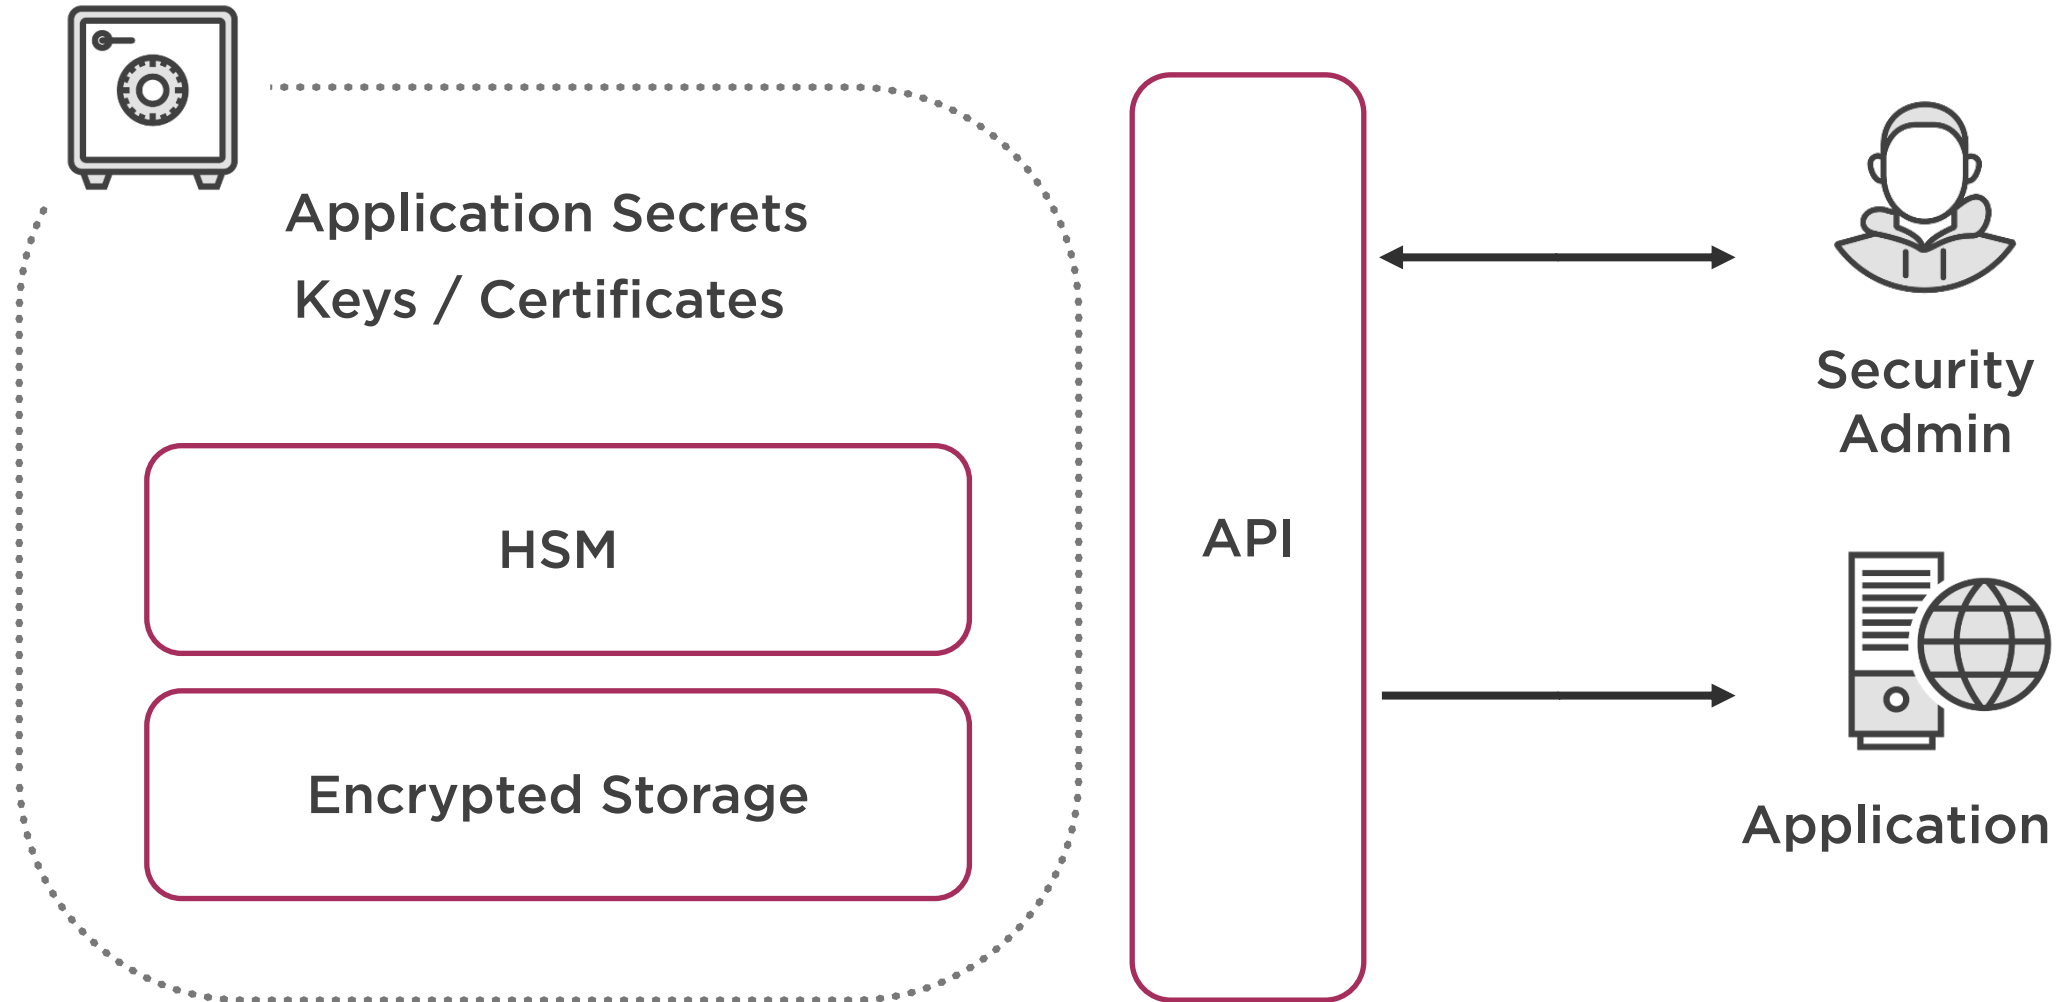 Application Secrets
Keys / Certificates
HSM
Encrypted Storage
API
Security
Admin
Application